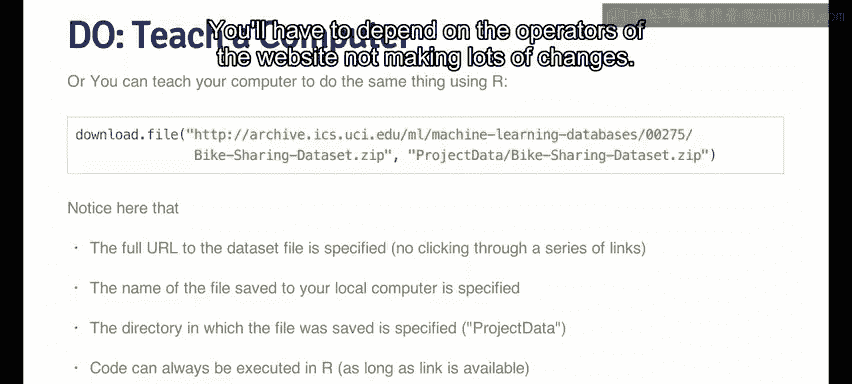 DO: Teach a Computer
You'll have to depend on the operators of
the website not making lots of changes.
Or You can teach your computer to do the same thing using R:
download.file("http://archive.ics.uci.edu/ml/machine-learning-databases/00275/
Bike-Sharing-Dataset.zip", "ProjectData/Bike-Sharing-Dataset.zip")
Notice here that
· The full URL to the dataset file is specified (no clicking through a series of links)
· The name of the file saved to your local computer is specified
· The directory in which the file was saved is specified ("ProjectData")
· Code can always be executed in R (as long as link is available)